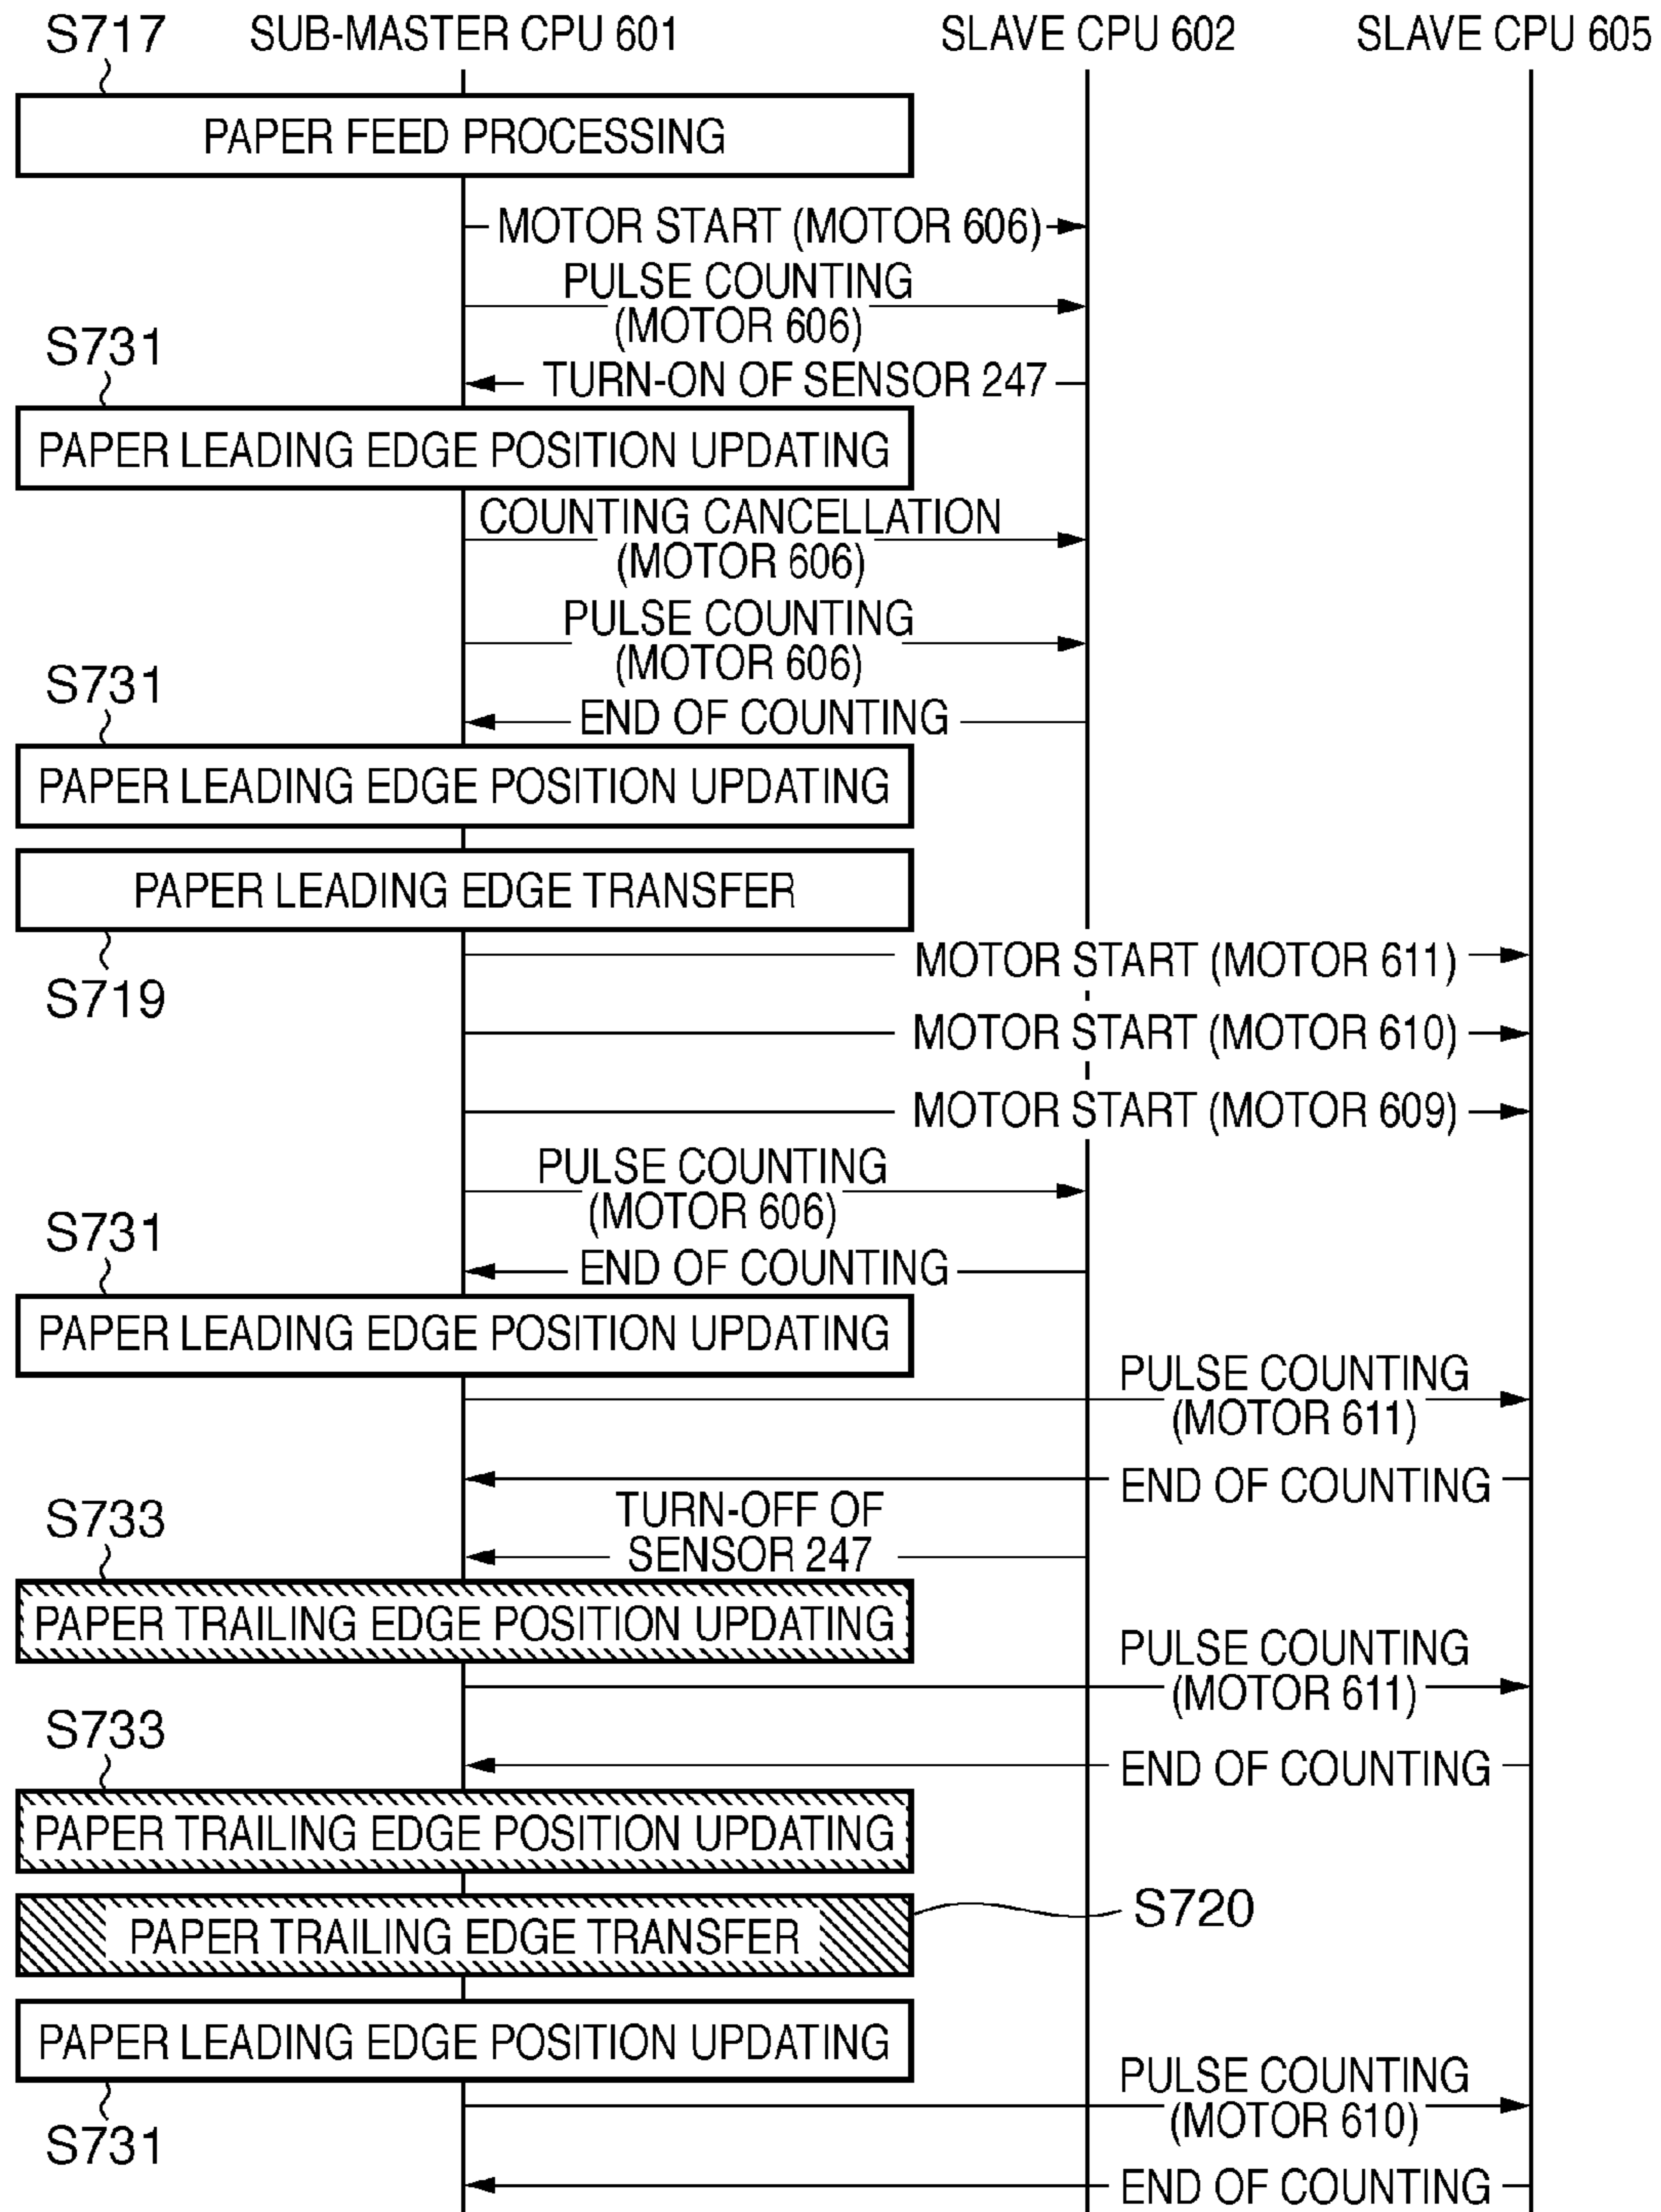 S717 SUB-MASTER CPU 601 SLAVE CPU 602 SLAVE CPU 605
PAPER FEED PROCESSING
MOTOR START (MOTOR 606)
PULSE COUNTING
(MOTOR 606)
S731
TURN-ON OF SENSOR 247
PAPER LEADING EDGE POSITION UPDATING
COUNTING CANCELLATION
(MOTOR 606)
PULSE COUNTING
(MOTOR 606)
S731
END OF COUNTING
PAPER LEADING EDGE POSITION UPDATING
PAPER LEADING EDGE TRANSFER
MOTOR START (MOTOR 611)
S719
MOTOR START (MOTOR 610)
MOTOR START (MOTOR 609)
PULSE COUNTING
(MOTOR 606)
S731
END OF COUNTING
PAPER LEADING EDGE POSITION UPDATING
PULSE COUNTING
(MOTOR 611)
END OF COUNTING
S733
TURN-OFF OF
SENSOR 247
PAPER TRAILING EDGE POSITION UPDATING
PULSE COUNTING
(MOTOR 611)
S733
END OF COUNTING
PAPER TRAILING EDGE POSITION UPDATING
S720
PAPER TRAILING EDGE TRANSFER
PAPER LEADING EDGE POSITION UPDATING
PULSE COUNTING
(MOTOR 610)
S731
END OF COUNTING